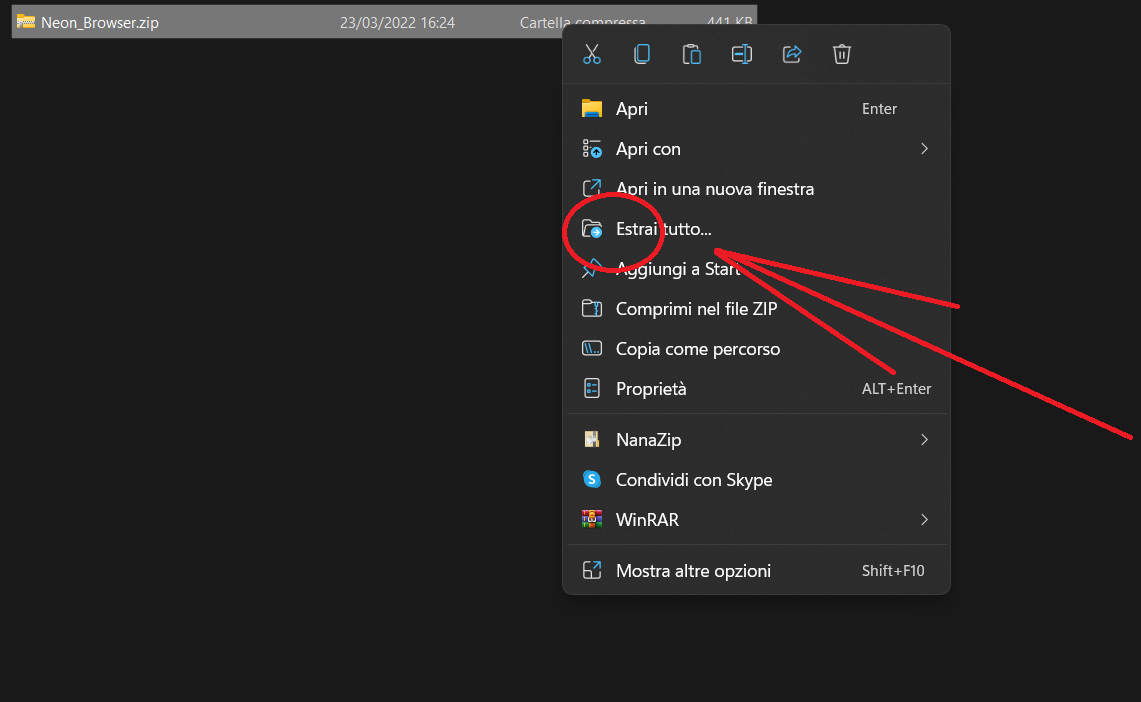 Neon_Browser.zip 23/03/2022 16:24 Cartella compressa 441 KB
Apri Enter
Apri con
Apri in una nuova finestra
Estrai tutto...
Aggiungi a Start
Comprimi nel file ZIP
Copia come percorso
Proprietà ALT+Enter
NanaZip
Condividi con Skype
WinRAR
Mostra altre opzioni Shift+F10